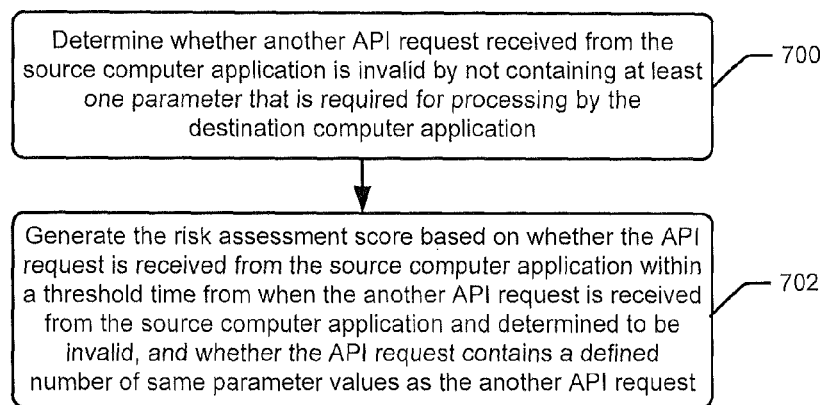 Determine whether another API request received from the
source computer application is invalid by not containing at least
one parameter that is required for processing by the
destination computer application
700
Generate the risk assessment score based on whether the API
request is received from the source computer application within
a threshold time from when the another API request is received
from the source computer application and determined to be
invalid, and whether the API request contains a defined
number of same parameter values as the another API request
702